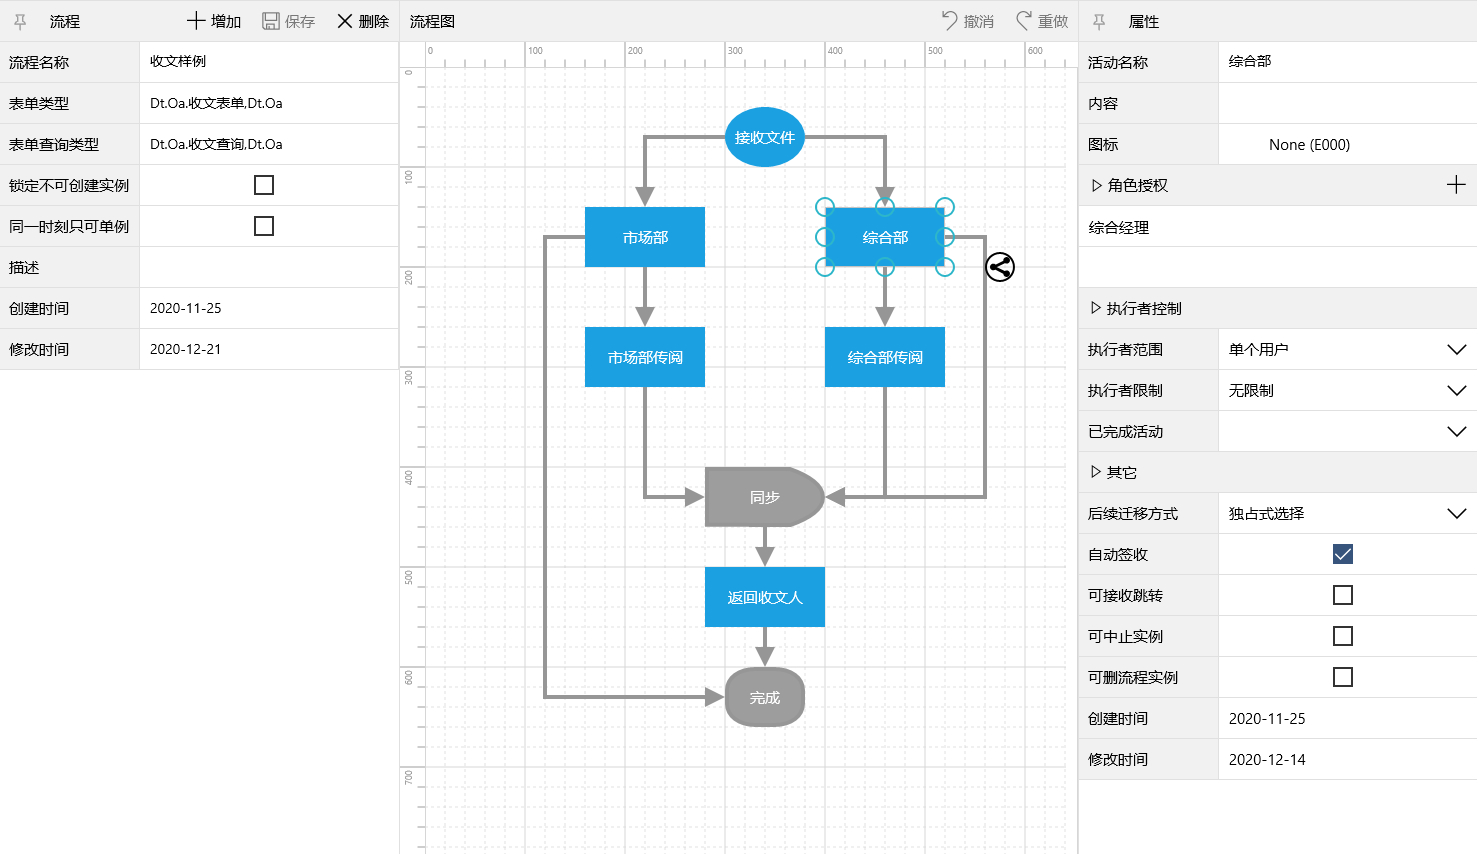 流程
增加
保存
删除
流程名称
收文样例
表单类型
Dt.Oa.收文表单,Dt.Oa
表单查询类型
Dt.Oa.收文查询,Dt.Oa
锁定不可创建实例
同一时刻只可单例
描述
创建时间
2020-11-25
修改时间
2020-12-21
流程图
撤消
重做
0
100
200
300
400
500
600
0
100
200
300
400
500
600
700
接收文件
市场部
综合部
市场部传阅
综合部传阅
同步
返回收文人
完成
属性
活动名称
综合部
内容
图标
None (E000)
角色授权
综合经理
执行者控制
执行者范围
单个用户
执行者限制
无限制
已完成活动
其它
后续迁移方式
独占式选择
自动签收
可接收跳转
可中止实例
可删流程实例
创建时间
2020-11-25
修改时间
2020-12-14